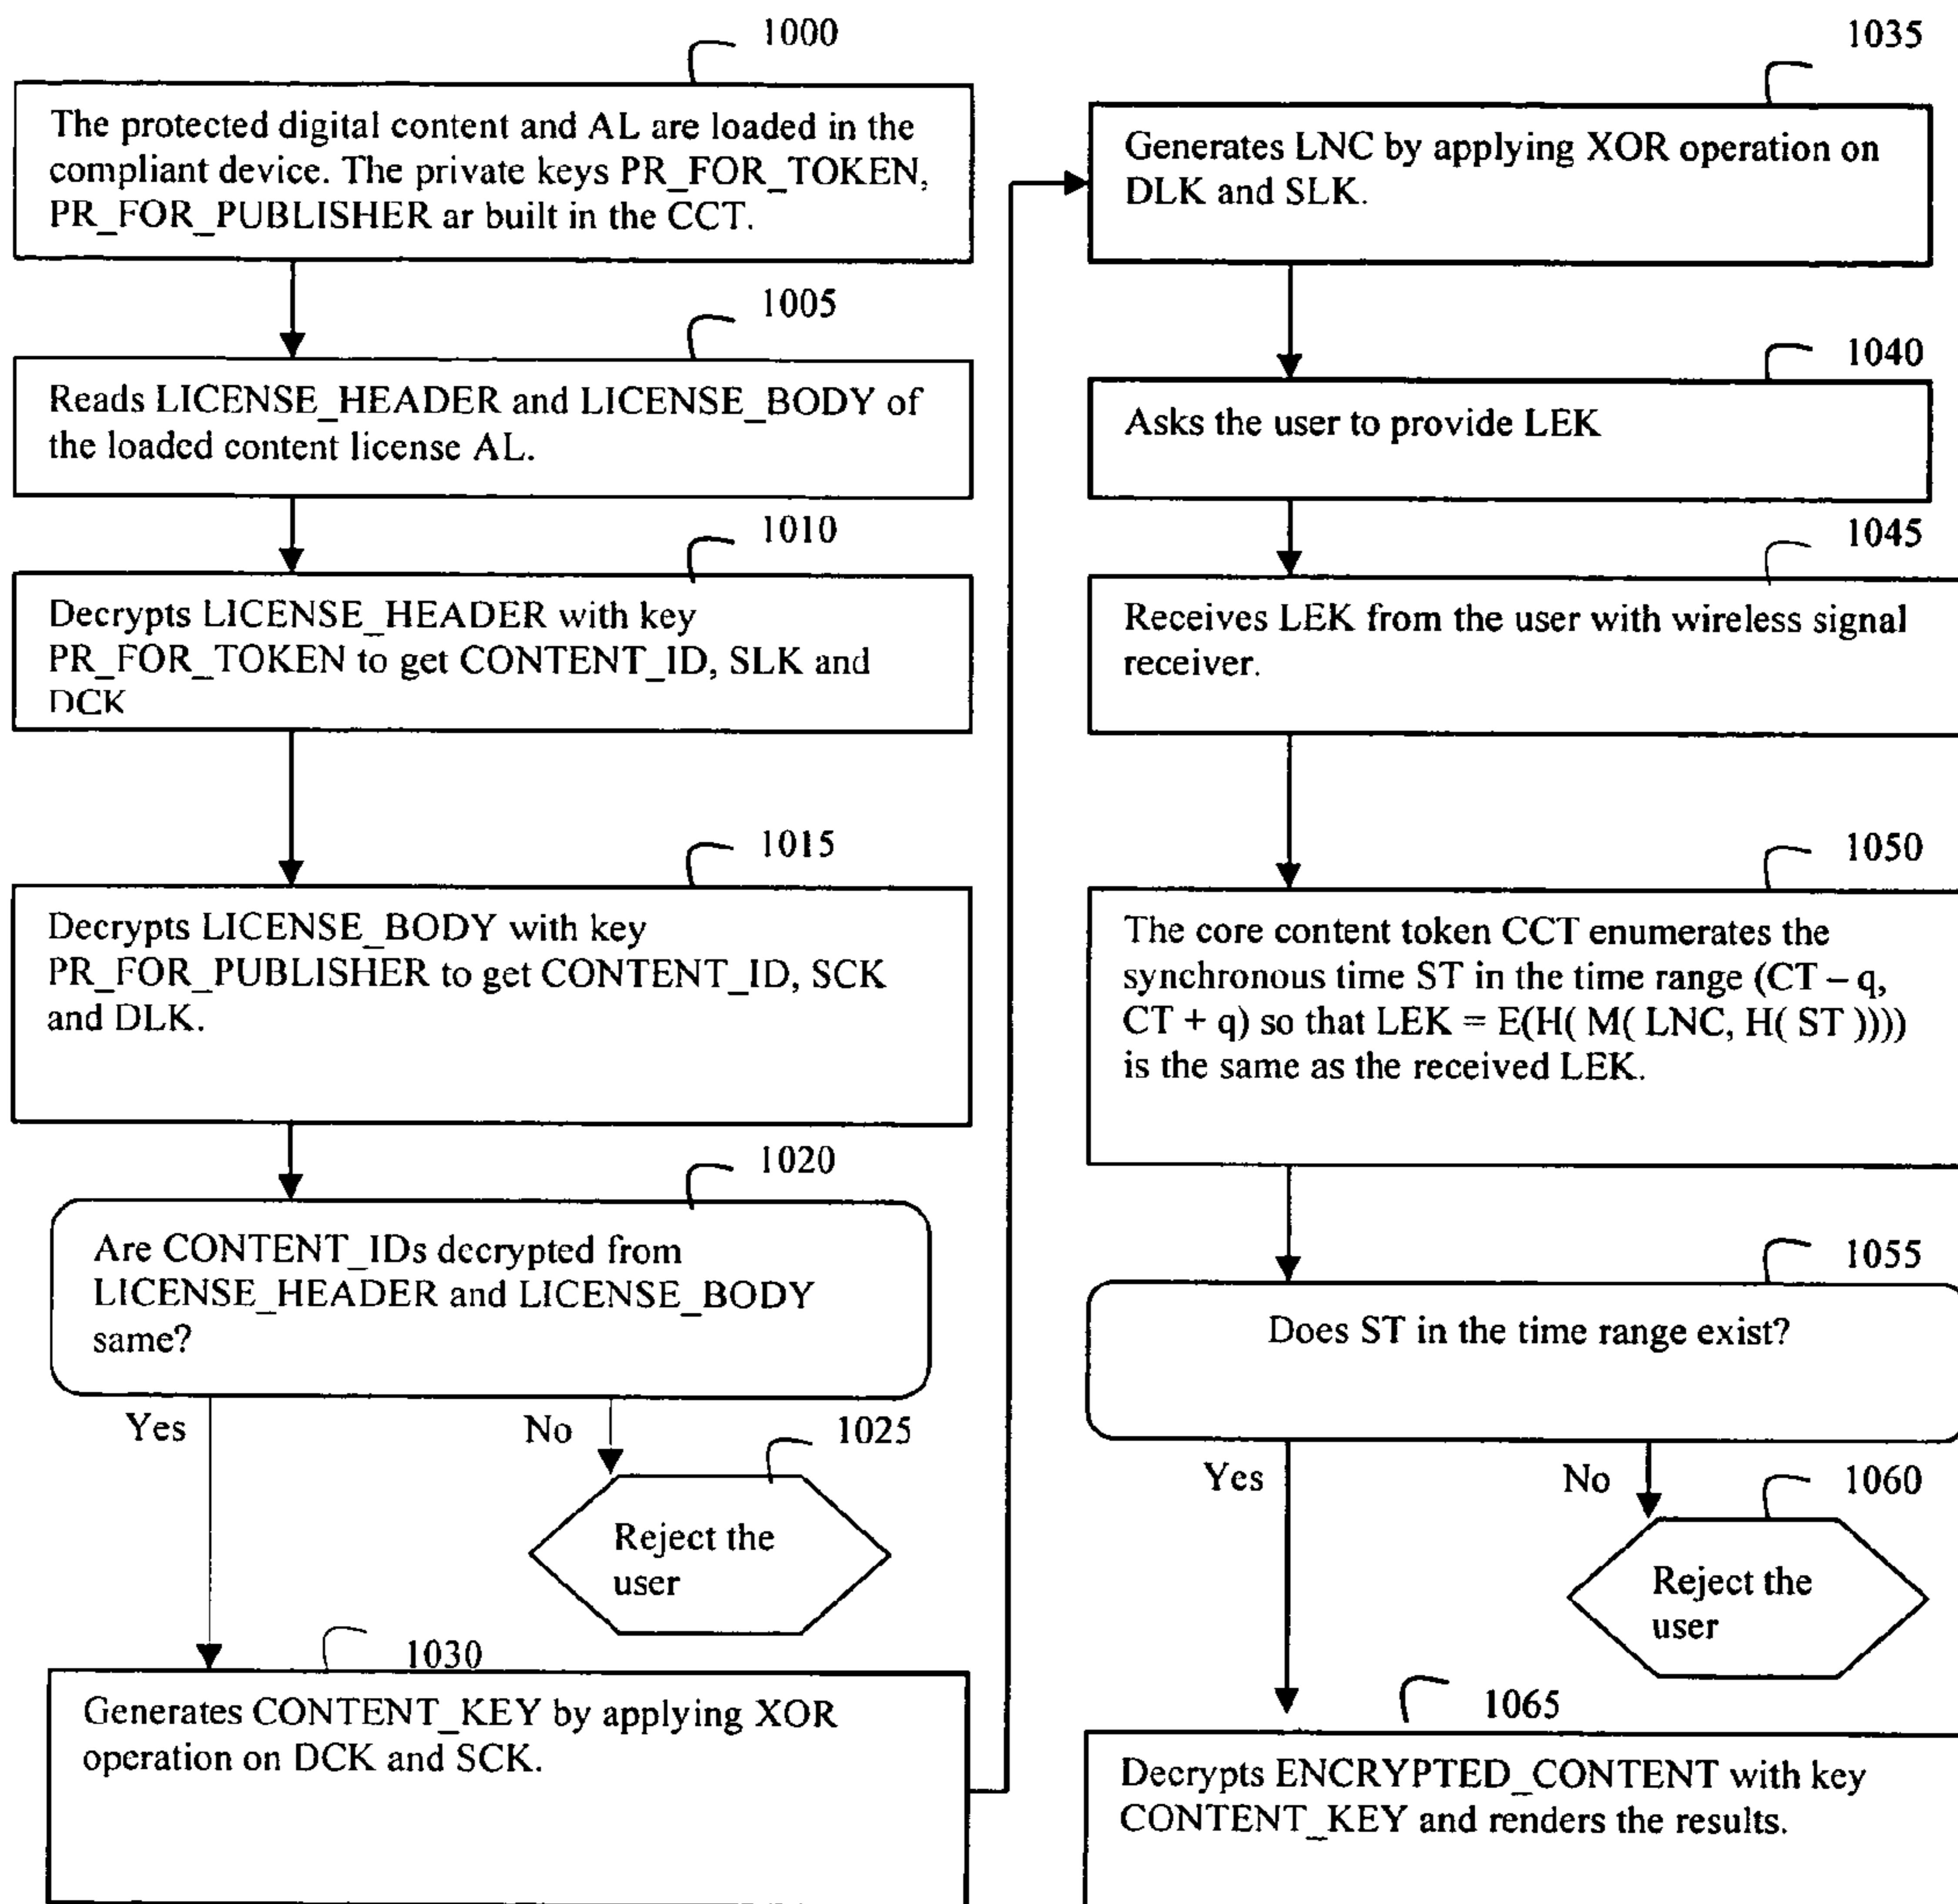 1000
The protected digital content and AL are loaded in the
compliant device. The private keys PR_FOR_TOKEN,
PR_FOR_PUBLISHER ar built in the CCT.
1005
Reads LICENSE_HEADER and LICENSE_BODY of
the loaded content license AL.
1010
Decrypts LICENSE_HEADER with key
PR_FOR_TOKEN to get CONTENT_ID, SLK and
DCK
1015
Decrypts LICENSE_BODY with key
PR_FOR_PUBLISHER to get CONTENT_ID, SCK
and DLK.
1020
Are CONTENT_IDs decrypted from
LICENSE_HEADER and LICENSE_BODY
same?
Yes
No
1025
Reject the
user
1030
Generates CONTENT_KEY by applying XOR
operation on DCK and SCK.
1035
Generates LNC by applying XOR operation on
DLK and SLK.
1040
Asks the user to provide LEK
1045
Receives LEK from the user with wireless signal
receiver.
1050
The core content token CCT enumerates the
synchronous time ST in the time range (CT – q,
CT + q) so that LEK = E(H( M( LNC, H( ST ))))
is the same as the received LEK.
1055
Does ST in the time range exist?
Yes
No
1060
Reject the
user
1065
Decrypts ENCRYPTED_CONTENT with key
CONTENT_KEY and renders the results.